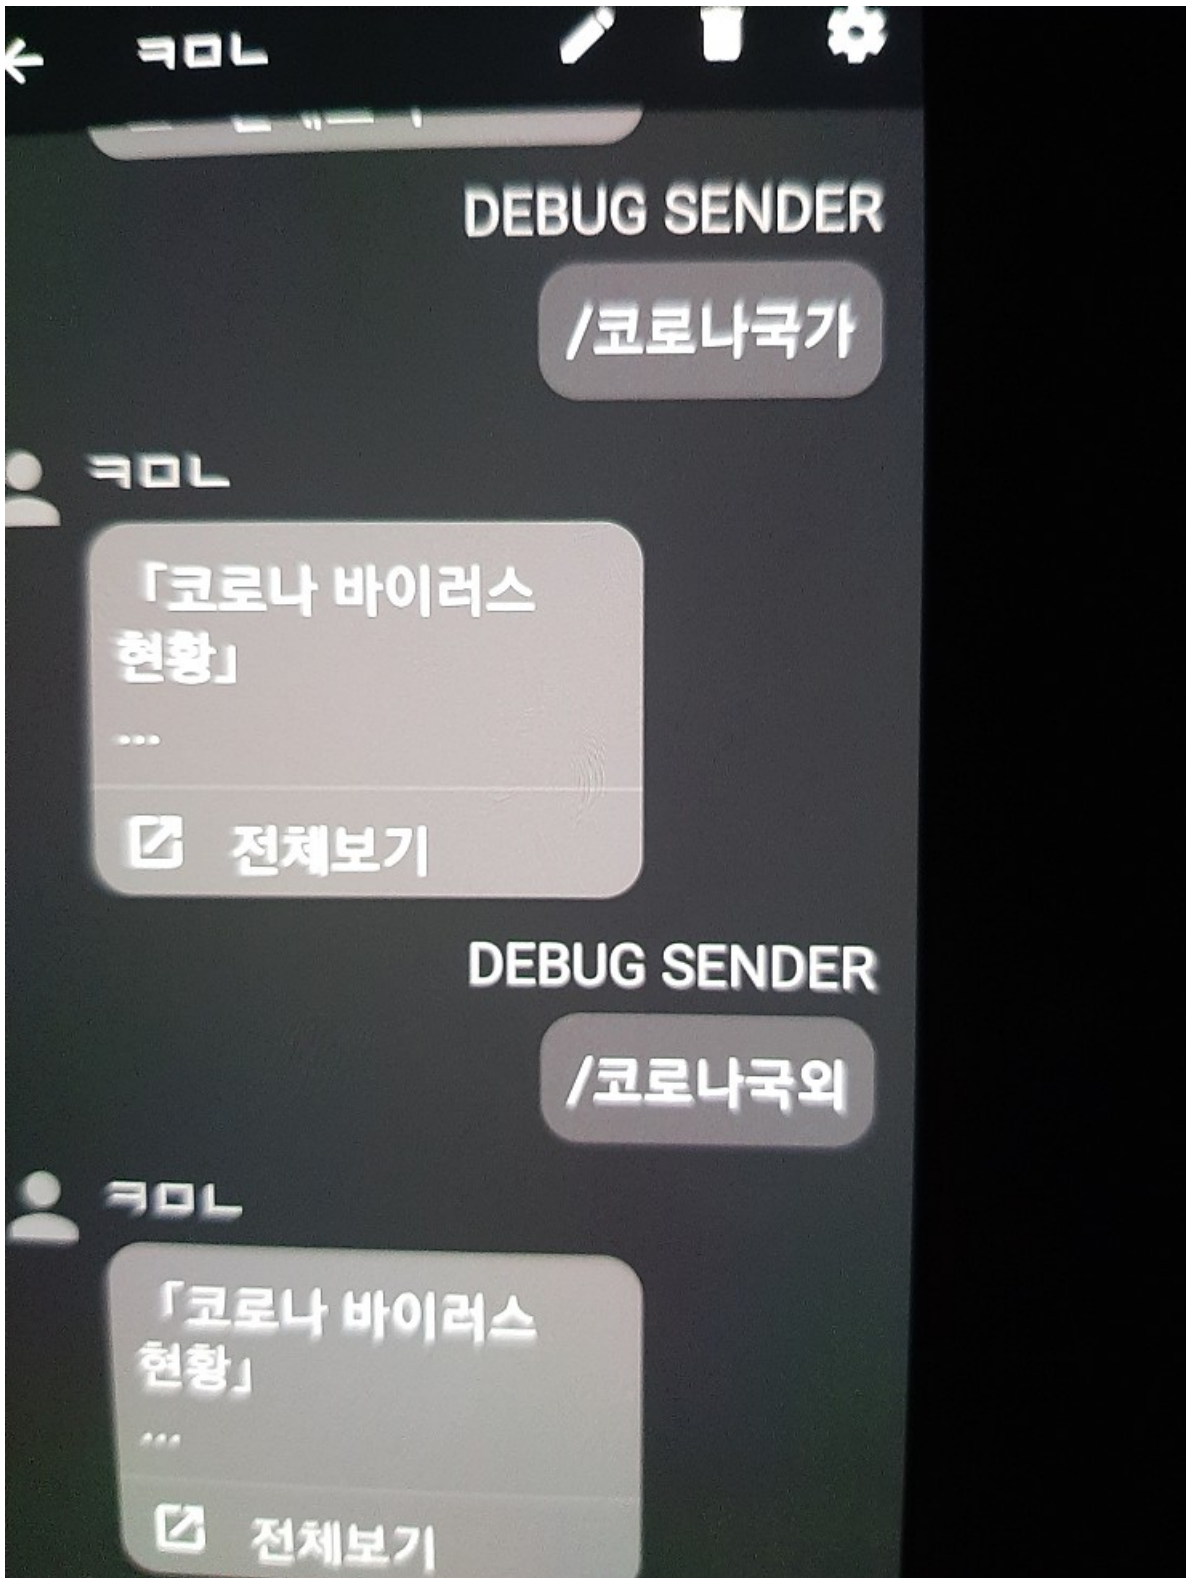 ㅋㅁㄴ
DEBUG SENDER
/코로나국가
ㅋㅁㄴ
「코로나 바이러스
현황」
...
전체보기
DEBUG SENDER
/코로나국외
ㅋㅁㄴ
「코로나 바이러스
현황」
...
전체보기